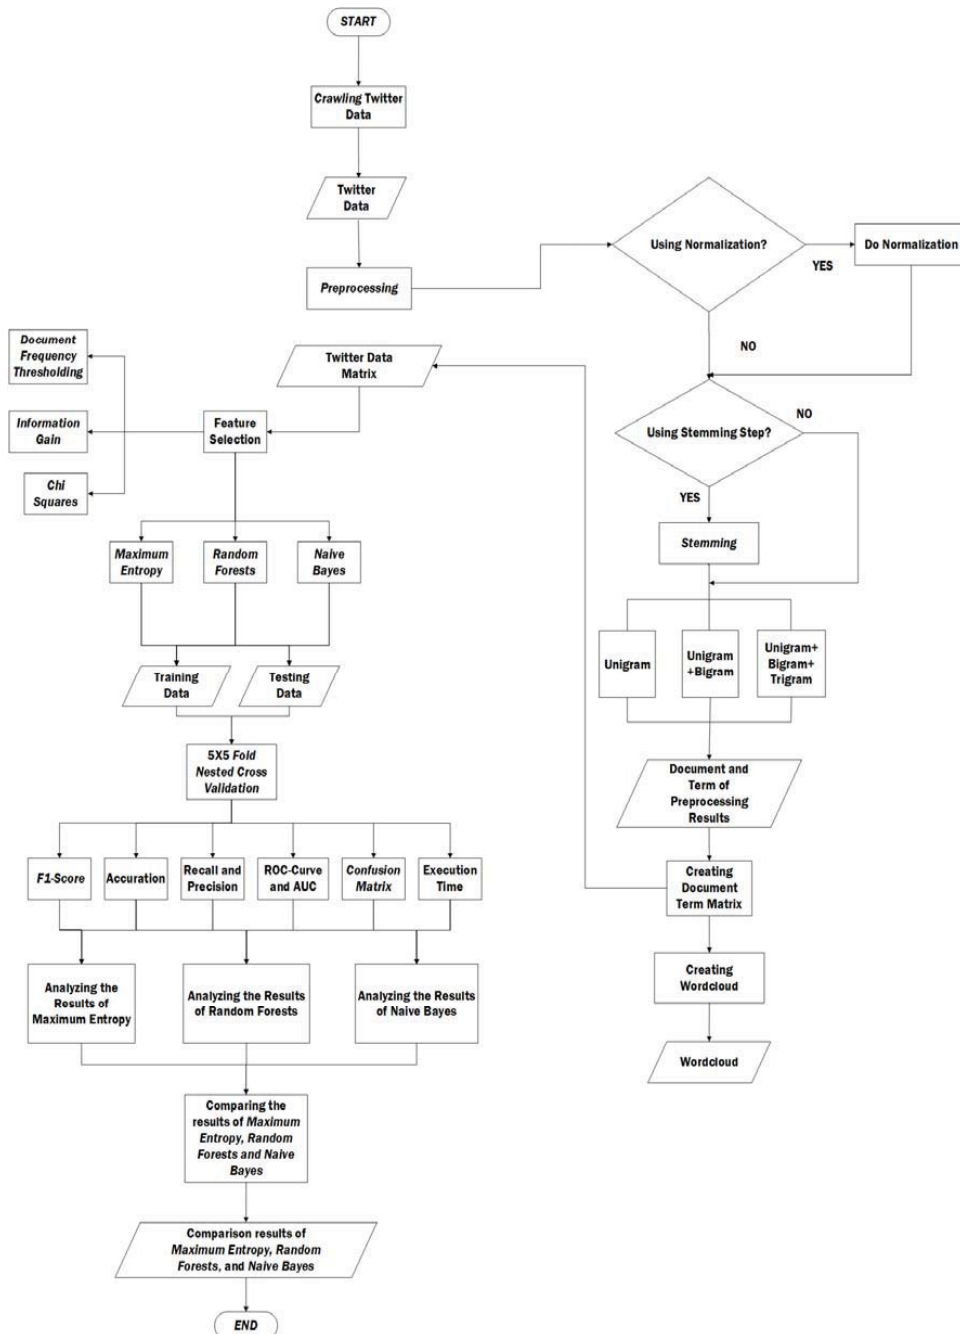 START
Crawling Twitter
Data
Twitter
Data
Preprocessing
Using Normalization?
YES
Do Normalization
NO
Using Stemming Step?
NO
YES
Stemming
Unigram
Unigram
+Bigram
Unigram+
Bigram+
Trigram
Document and
Term of
Preprocessing
Results
Creating
Document
Term Matrix
Creating
Wordcloud
Wordcloud
Twitter Data
Matrix
Feature
Selection
Document
Frequency
Thresholding
Information
Gain
Chi
Squares
Maximum
Entropy
Random
Forests
Naive
Bayes
Training
Data
Testing
Data
5X5 Fold
Nested Cross
Validation
F1-Score
Accuration
Recall and
Precision
ROC-Curve
and AUC
Confusion
Matrix
Execution
Time
Analyzing the
Results of
Maximum Entropy
Analyzing the Results
of Random Forests
Analyzing the Results
of Naive Bayes
Comparing the
results of Maximum
Entropy, Random
Forests and Naive
Bayes
Comparison results of
Maximum Entropy, Random
Forests, and Naive Bayes
END